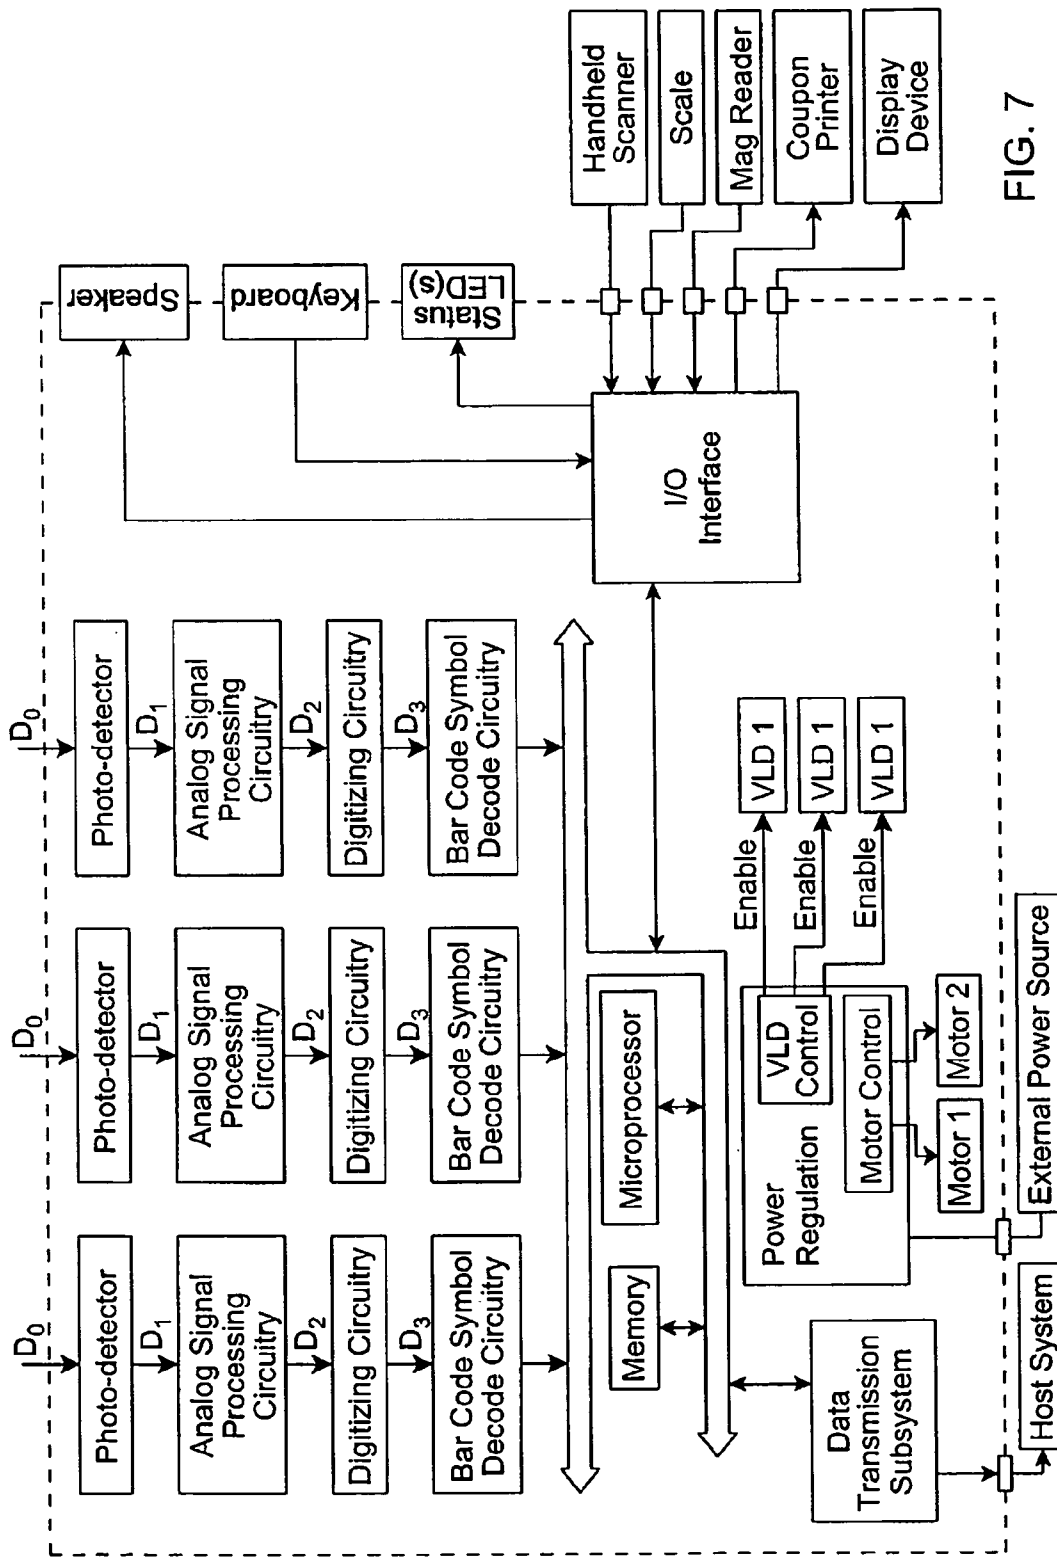 D0
D0
D0
Photo-detector
Photo-detector
Photo-detector
D1
D1
D1
Analog Signal
Processing
Circuitry
Analog Signal
Processing
Circuitry
Analog Signal
Processing
Circuitry
D2
D2
D2
Digitizing Circuitry
Digitizing Circuitry
Digitizing Circuitry
D3
D3
D3
Bar Code Symbol
Decode Circuitry
Bar Code Symbol
Decode Circuitry
Bar Code Symbol
Decode Circuitry
Speaker
Keyboard
Status
LED(s)
Handheld
Scanner
Scale
Mag Reader
Coupon
Printer
Display
Device
I/O
Interface
Memory
Microprocessor
Power
Regulation
VLD
Control
Motor Control
Enable
VLD 1
Enable
VLD 1
Enable
VLD 1
Motor 1
Motor 2
Data
Transmission
Subsystem
Host System
External Power Source
FIG. 7